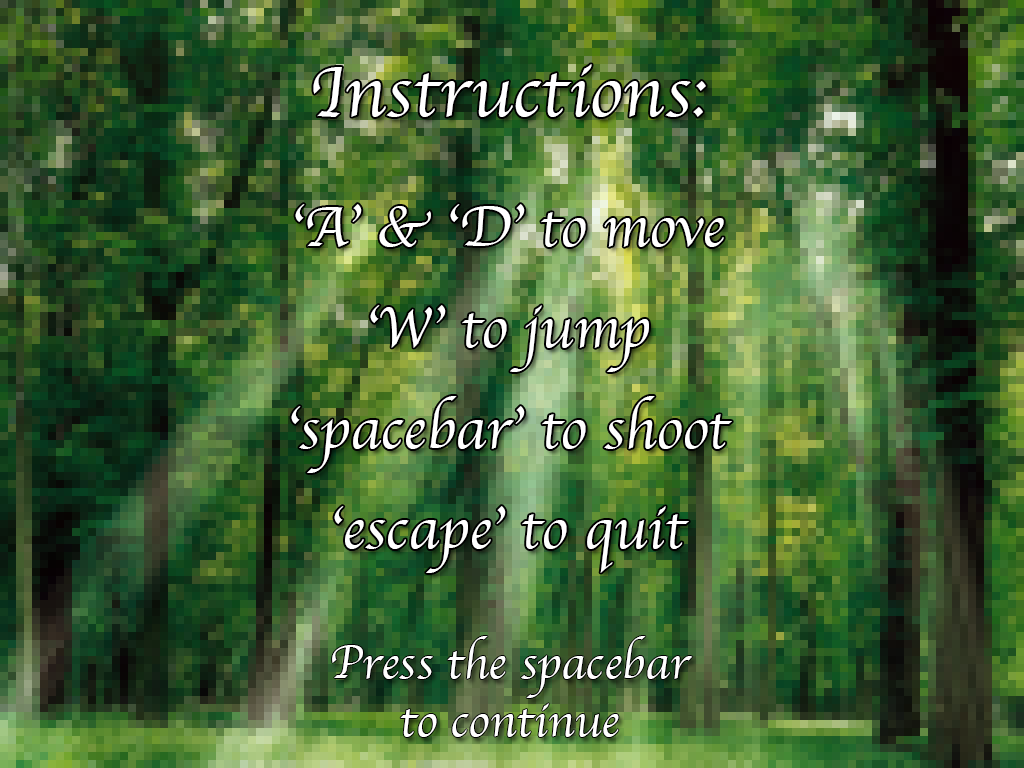 Instructions:
‘A’ & ‘D’ to move
‘W’ to jump
‘spacebar’ to shoot
‘escape’ to quit
Press the spacebar
to continue